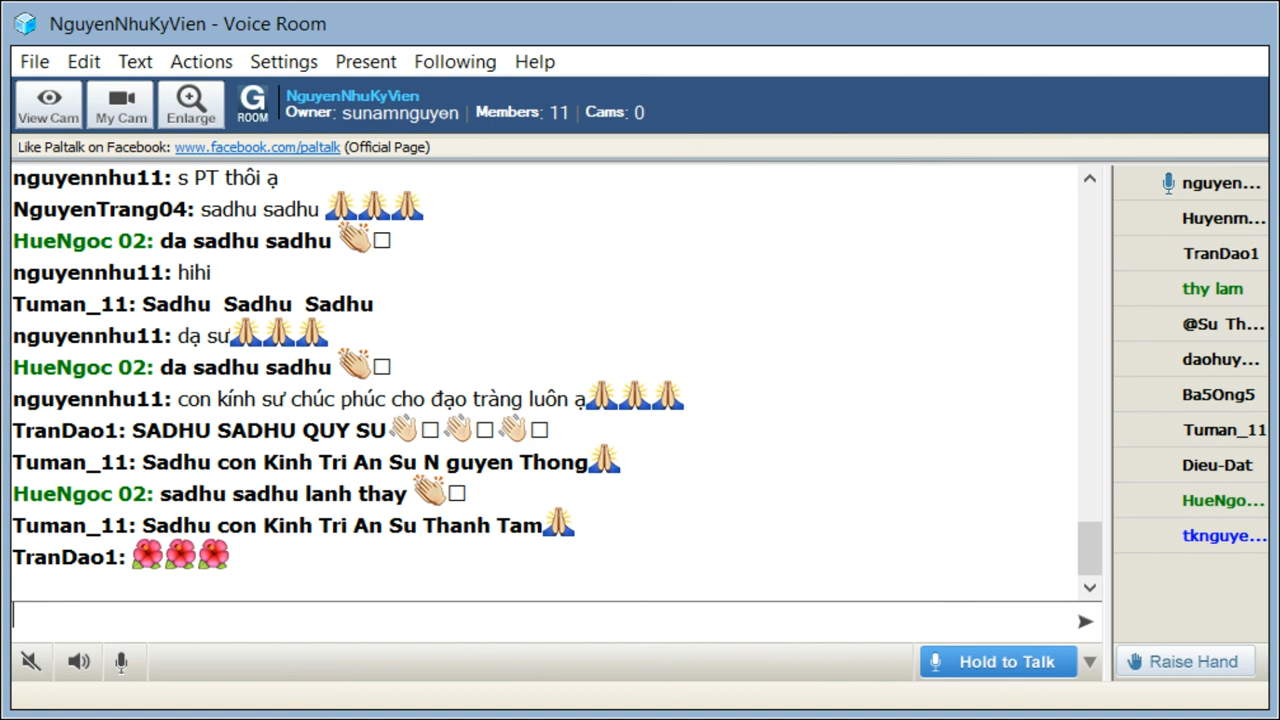 NguyenNhuKyVien - Voice Room
File Edit Text Actions Settings Present Following Help
View Cam My Cam Enlarge G ROOM
NguyenNhuKyVien
Owner: sunamnguyen | Members: 11 | Cams: 0
Like Paltalk on Facebook: www.facebook.com/paltalk (Official Page)
nguyennhu11: s PT thôi ạ
NguyenTrang04: sadhu sadhu 🙏🙏🙏
HueNgoc 02: da sadhu sadhu 👏□
nguyennhu11: hihi
Tuman_11: Sadhu Sadhu Sadhu
nguyennhu11: dạ sư🙏🙏🙏
HueNgoc 02: da sadhu sadhu 👏□
nguyennhu11: con kính sư chúc phúc cho đạo tràng luôn ạ🙏🙏🙏
TranDao1: SADHU SADHU QUY SU👏□👏□👏□
Tuman_11: Sadhu con Kinh Tri An Su N guyen Thong🙏
HueNgoc 02: sadhu sadhu lanh thay 👏□
Tuman_11: Sadhu con Kinh Tri An Su Thanh Tam🙏
TranDao1: 🌺🌺🌺
nguyen...
Huyenm...
TranDao1
thy lam
@Su Th...
daohuy...
Ba5Ong5
Tuman_11
Dieu-Dat
HueNgo...
tknguye...
Hold to Talk
Raise Hand